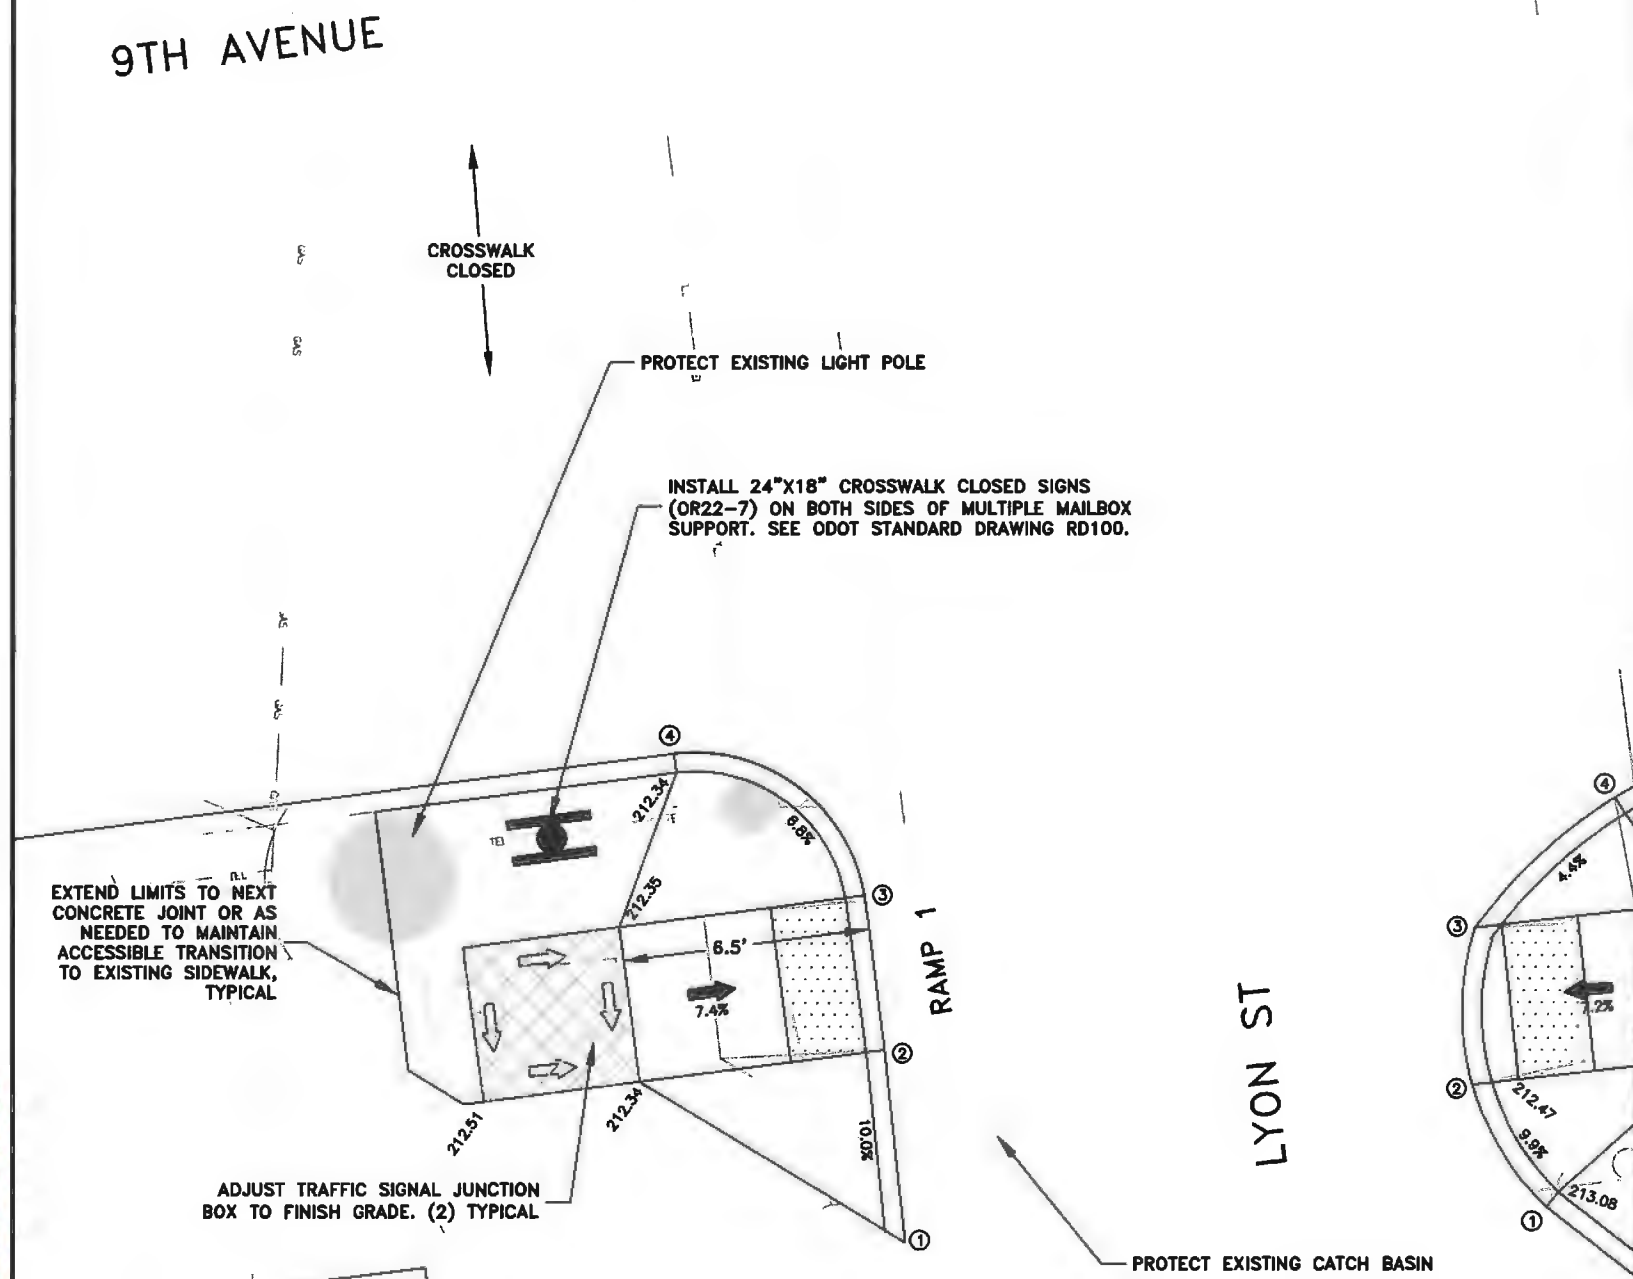 9TH AVENUE
CROSSWALK
CLOSED
GAS
PROTECT EXISTING LIGHT POLE
INSTALL 24"X18" CROSSWALK CLOSED SIGNS
(OR22-7) ON BOTH SIDES OF MULTIPLE MAILBOX
SUPPORT. SEE ODOT STANDARD DRAWING RD100.
4
212.34
6.8%
TEL
212.35
3
EXTEND LIMITS TO NEXT
CONCRETE JOINT OR AS
NEEDED TO MAINTAIN
ACCESSIBLE TRANSITION
TO EXISTING SIDEWALK,
TYPICAL
6.5'
7.4%
RAMP 1
2
212.51
212.34
10.0%
ADJUST TRAFFIC SIGNAL JUNCTION
BOX TO FINISH GRADE. (2) TYPICAL
1
LYON ST
4
4.4%
3
7.2%
2
212.47
9.9%
213.08
1
PROTECT EXISTING CATCH BASIN